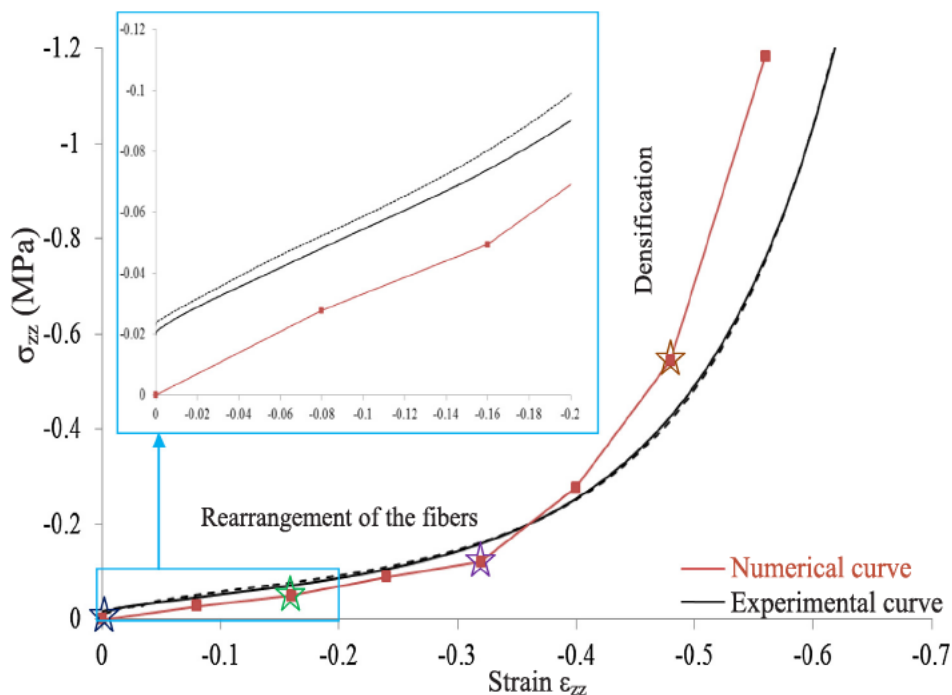 -0.12
-0.1
-0.08
-0.06
-0.04
-0.02
0
0 -0.02 -0.04 -0.06 -0.08 -0.1 -0.12 -0.14 -0.16 -0.18 -0.2
-1.2
-1
-0.8
-0.6
-0.4
-0.2
0
σzz (MPa)
Densification
Rearrangement of the fibers
Numerical curve
Experimental curve
0 -0.1 -0.2 -0.3 -0.4 -0.5 -0.6 -0.7
Strain εzz